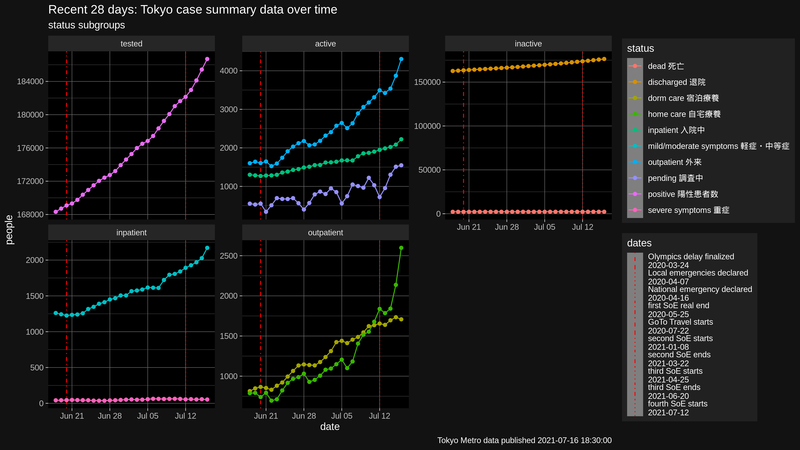 Recent 28 days: Tokyo case summary data over time
status subgroups
tested
active
inactive
184000
180000
176000
172000
168000
4000
3000
2000
1000
150000
100000
50000
0
Jun 21
Jun 28
Jul 05
Jul 12
people
inpatient
outpatient
2000
1500
1000
500
0
2500
2000
1500
1000
Jun 21
Jun 28
Jul 05
Jul 12
Jun 21
Jun 28
Jul 05
Jul 12
date
status
dead 死亡
discharged 退院
dorm care 宿泊療養
home care 自宅療養
inpatient 入院中
mild/moderate symptoms 軽症・中等症
outpatient 外来
pending 調査中
positive 陽性患者数
severe symptoms 重症
dates
Olympics delay finalized
2020-03-24
Local emergencies declared
2020-04-07
National emergency declared
2020-04-16
first SoE real end
2020-05-25
GoTo Travel starts
2020-07-22
second SoE starts
2021-01-08
second SoE ends
2021-03-22
third SoE starts
2021-04-25
third SoE ends
2021-06-20
fourth SoE starts
2021-07-12
Tokyo Metro data published 2021-07-16 18:30:00